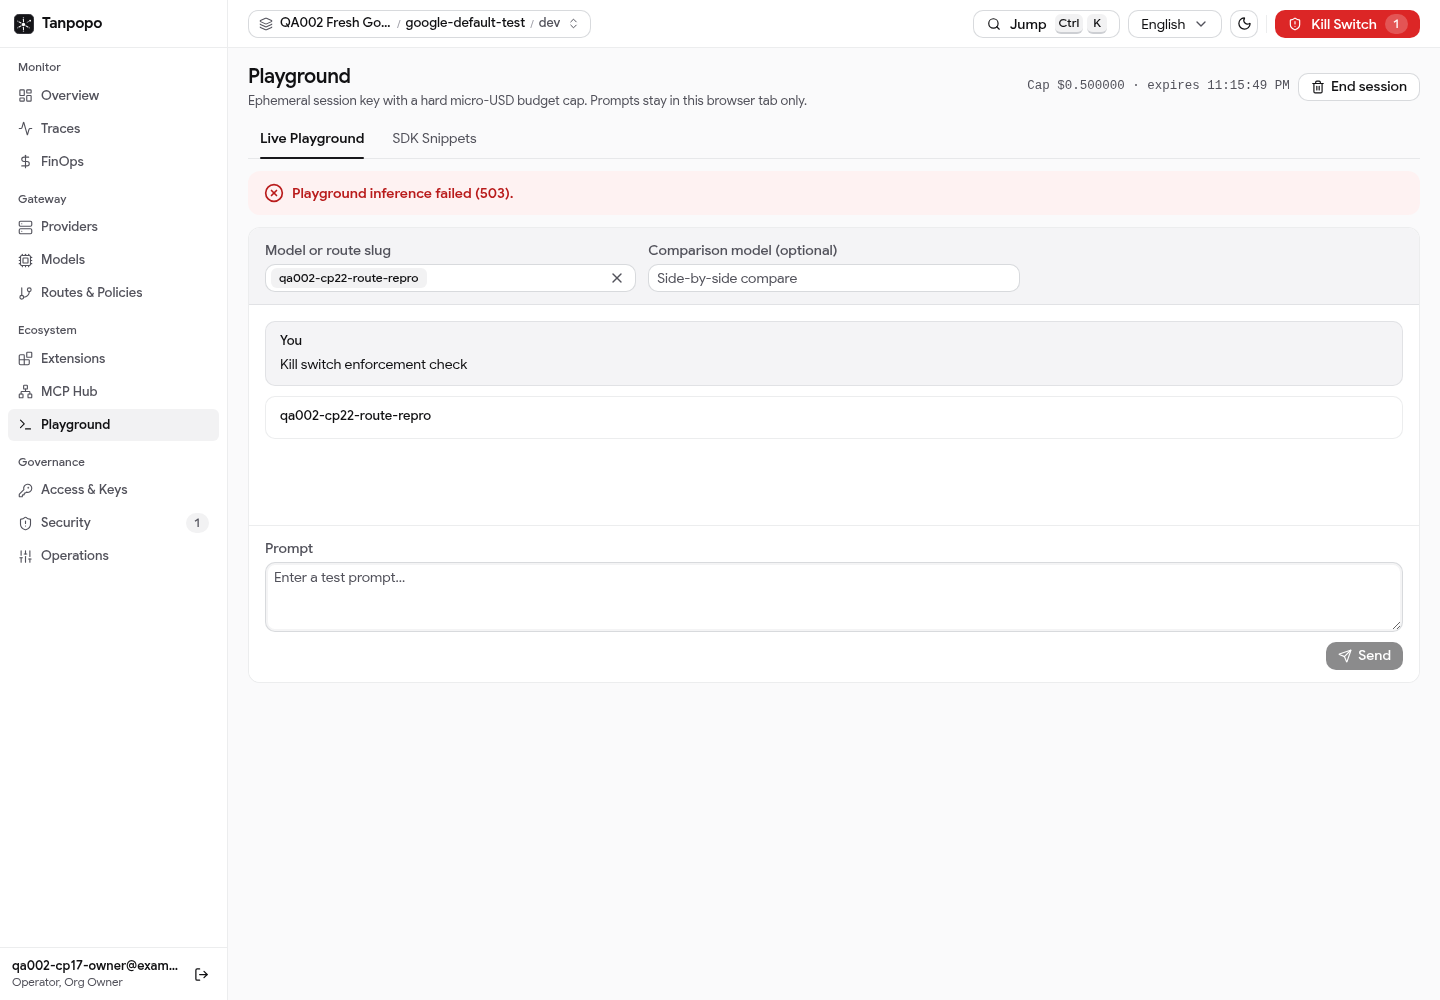 Tanpopo
QA002 Fresh Go... / google-default-test / dev
Jump Ctrl K
English
Kill Switch 1
Monitor
Overview
Traces
FinOps
Gateway
Providers
Models
Routes & Policies
Ecosystem
Extensions
MCP Hub
Playground
Governance
Access & Keys
Security 1
Operations
qa002-cp17-owner@exam...
Operator, Org Owner
Playground
Ephemeral session key with a hard micro-USD budget cap. Prompts stay in this browser tab only.
Cap $0.500000 · expires 11:15:49 PM
End session
Live Playground SDK Snippets
Playground inference failed (503).
Model or route slug
qa002-cp22-route-repro
Comparison model (optional)
Side-by-side compare
You
Kill switch enforcement check
qa002-cp22-route-repro
Prompt
Enter a test prompt...
Send